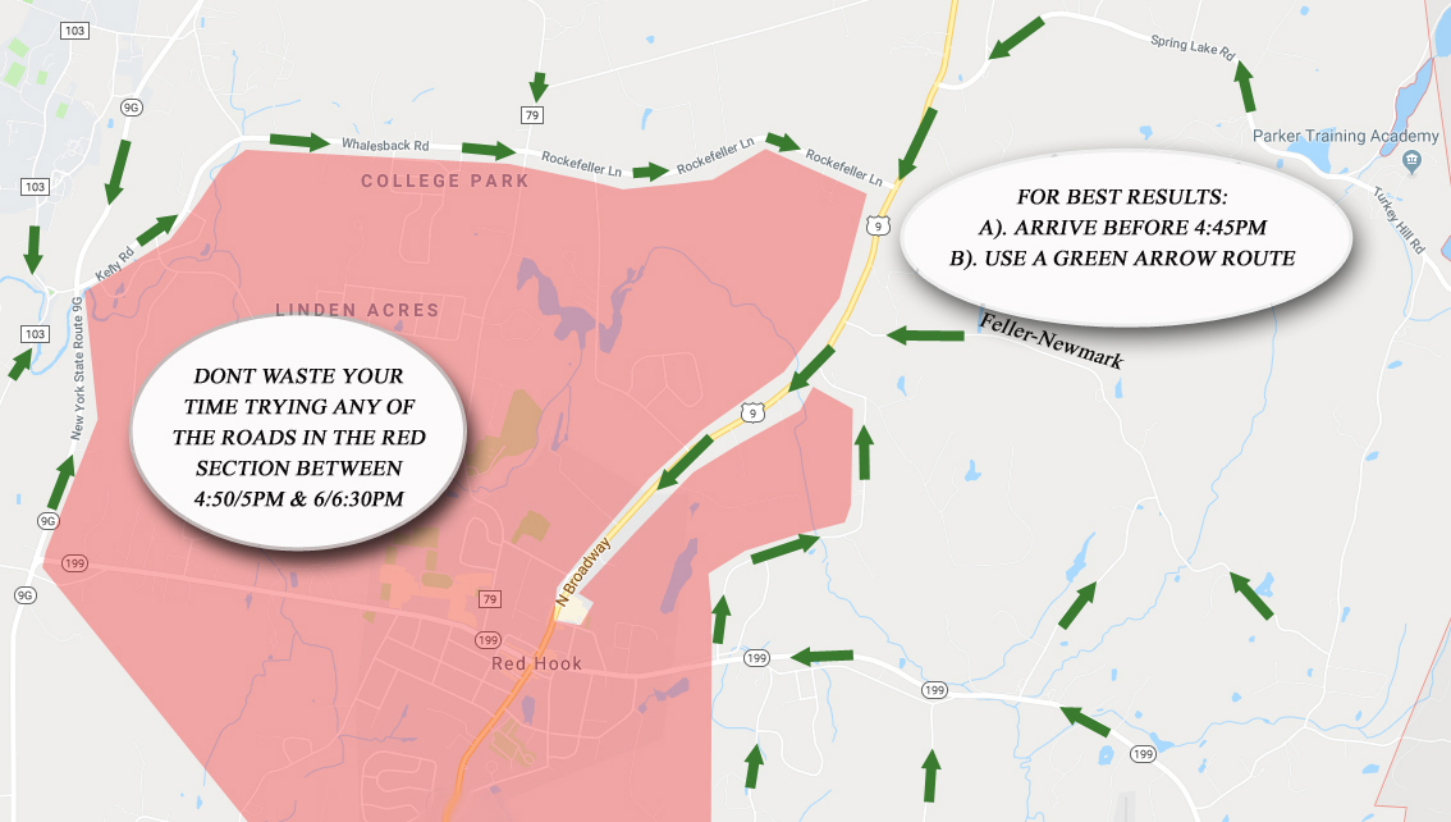 103
9G
79
Spring Lake Rd
Parker Training Academy
Whalesback Rd
Rockefeller Ln
Rockefeller Ln
Rockefeller Ln
COLLEGE PARK
103
Turkey Hill Rd
9
FOR BEST RESULTS:
A). ARRIVE BEFORE 4:45PM
B). USE A GREEN ARROW ROUTE
Kelly Rd
LINDEN ACRES
103
New York State Route 9G
Feller-Newmark
DONT WASTE YOUR
TIME TRYING ANY OF
THE ROADS IN THE RED
SECTION BETWEEN
4:50/5PM & 6/6:30PM
9
9G
199
9G
79
N Broadway
199
Red Hook
199
199
199